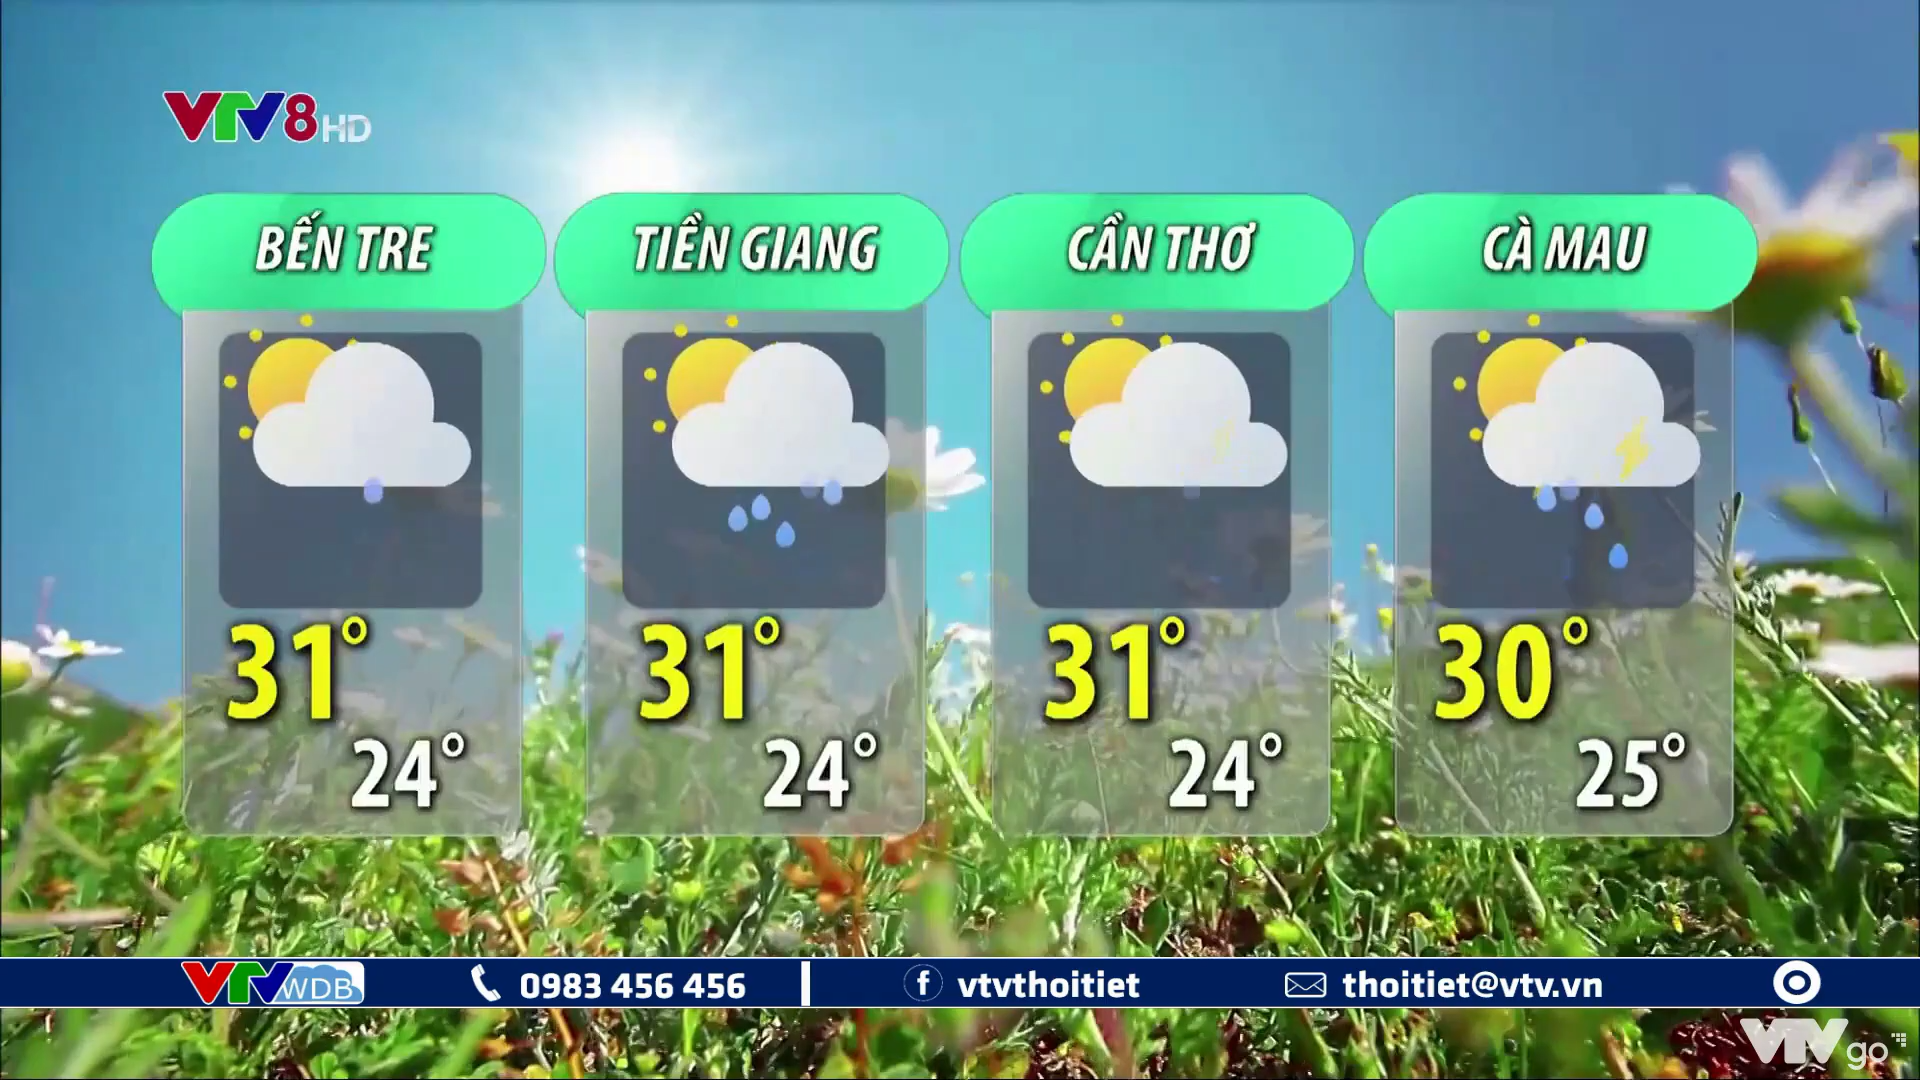 VTV8 HD
BẾN TRE
TIỀN GIANG
CẦN THƠ
CÀ MAU
31°
31°
31°
30°
24°
24°
24°
25°
VTV WDB
0983 456 456
vtvthoitiet
thoitiet@vtv.vn
VTV go